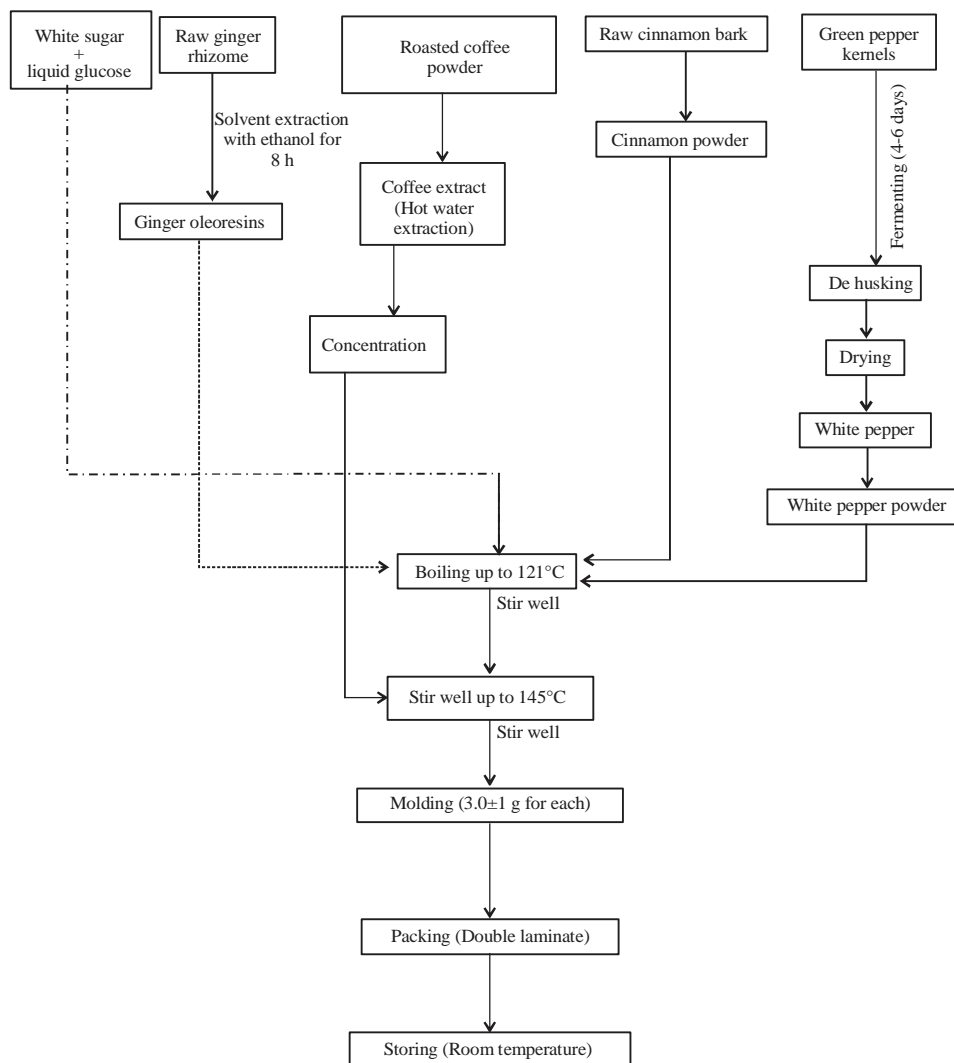 White sugar
+
liquid glucose
Raw ginger
rhizome
Roasted coffee
powder
Raw cinnamon bark
Green pepper
kernels
Solvent extraction
with ethanol for
8 h
Cinnamon powder
Fermenting (4-6 days)
Coffee extract
(Hot water
extraction)
Ginger oleoresins
De husking
Concentration
Drying
White pepper
White pepper powder
Boiling up to 121°C
Stir well
Stir well up to 145°C
Stir well
Molding (3.0±1 g for each)
Packing (Double laminate)
Storing (Room temperature)